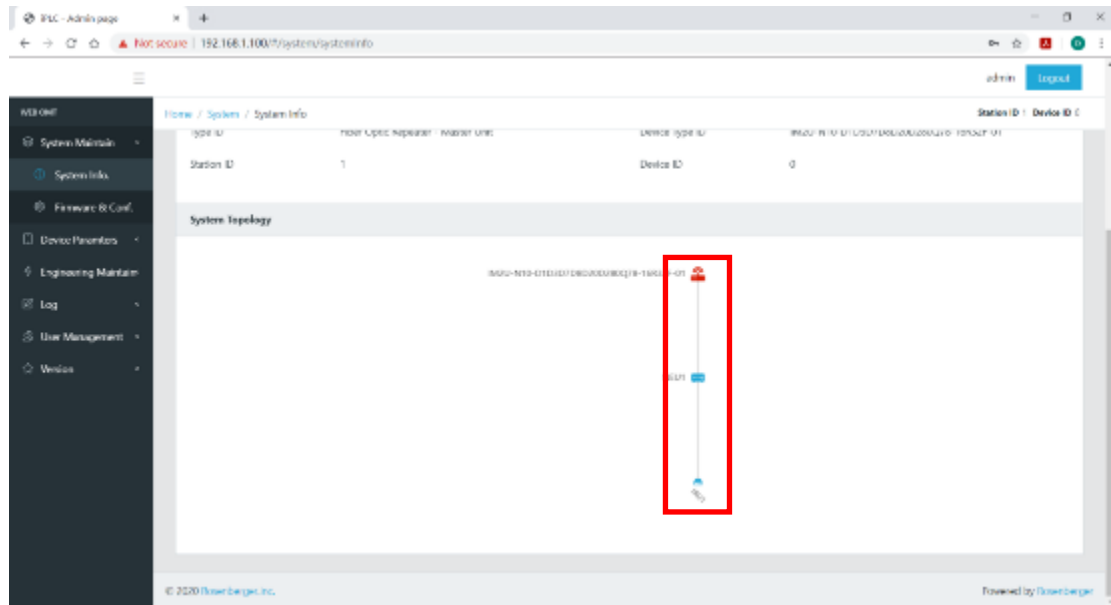 iPLC - Admin page
Not secure | 192.168.1.100/#/system/systeminfo
admin Logout
WEB OMT
Home / System / System Info
Station ID 1 Device ID 0
System Maintain
System Info.
Firmware & Conf.
Device Paramters
Engineering Maintain
Log
User Management
Version
Type ID Fiber Optic Repeater - Master Unit Device Type ID
Station ID 1 Device ID 0
System Topology
© 2020 Rosenberger.inc.
Powered by Rosenberger